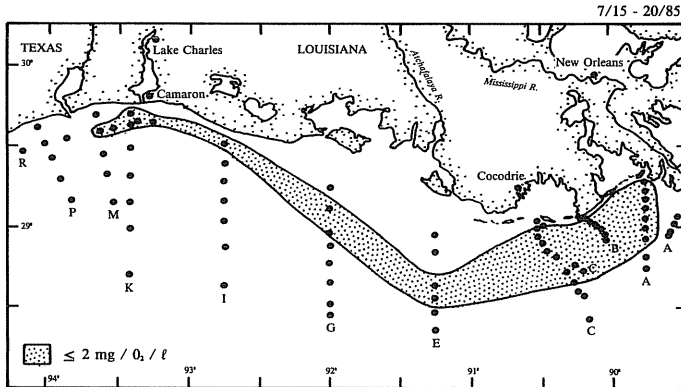 7/15 - 20/85
TEXAS
Lake Charles
LOUISIANA
30°
New Orleans
Atchafalaya R.
Mississippi R.
Camaron
R
Cocodrie
P
M
29°
B
A
C
A
K
I
G
E
C
≤ 2 mg / O₂ / ℓ
94°
93°
92°
91°
90°